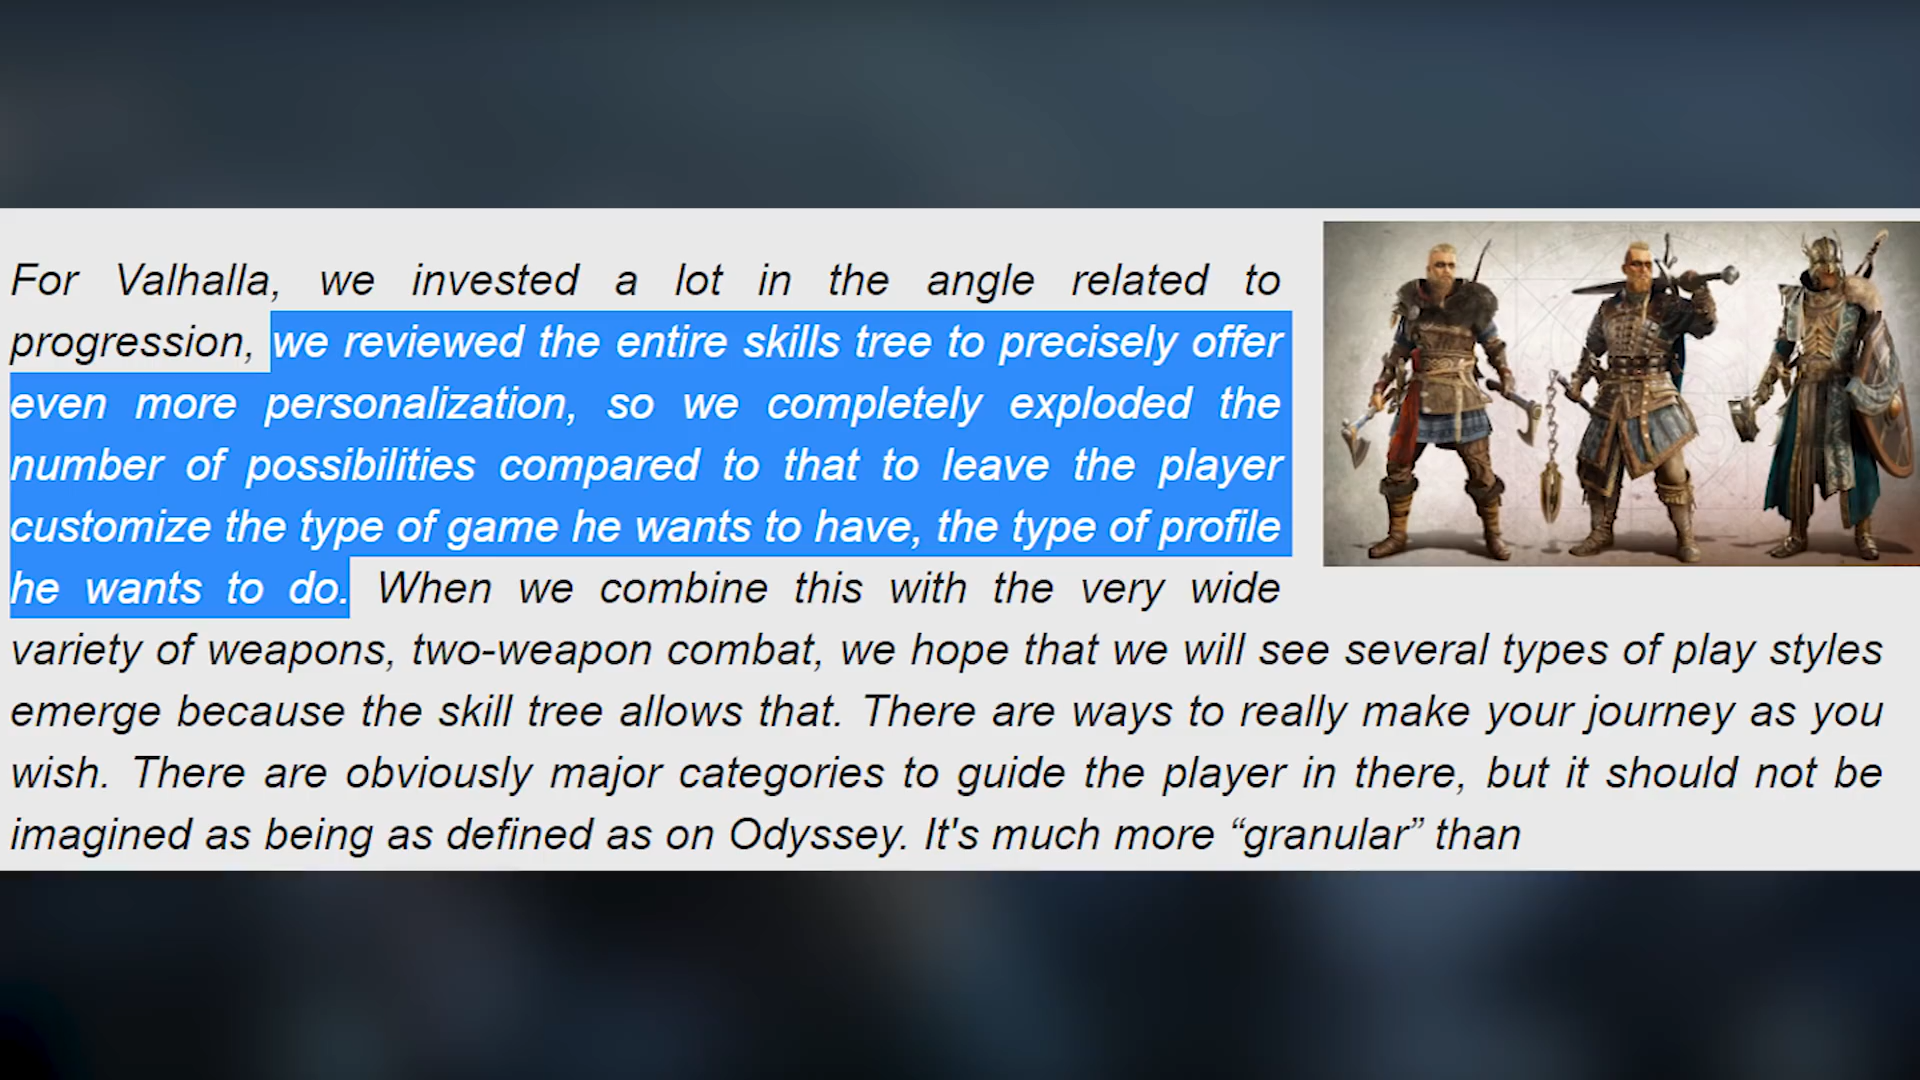 For Valhalla, we invested a lot in the angle related to
progression, we reviewed the entire skills tree to precisely offer
even more personalization, so we completely exploded the
number of possibilities compared to that to leave the player
customize the type of game he wants to have, the type of profile
he wants to do. When we combine this with the very wide
variety of weapons, two-weapon combat, we hope that we will see several types of play styles
emerge because the skill tree allows that. There are ways to really make your journey as you
wish. There are obviously major categories to guide the player in there, but it should not be
imagined as being as defined as on Odyssey. It's much more “granular” than